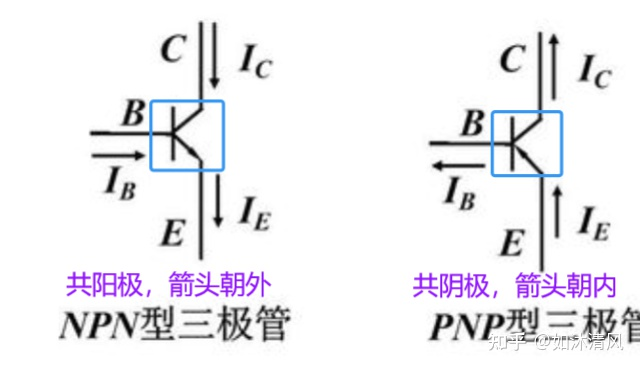 C
I_C
B
I_B
I_E
E
共阳极，箭头朝外
NPN型三极管
C
I_C
B
I_B
I_E
E
共阴极，箭头朝内
PNP型三极管
知乎 @如沐清风